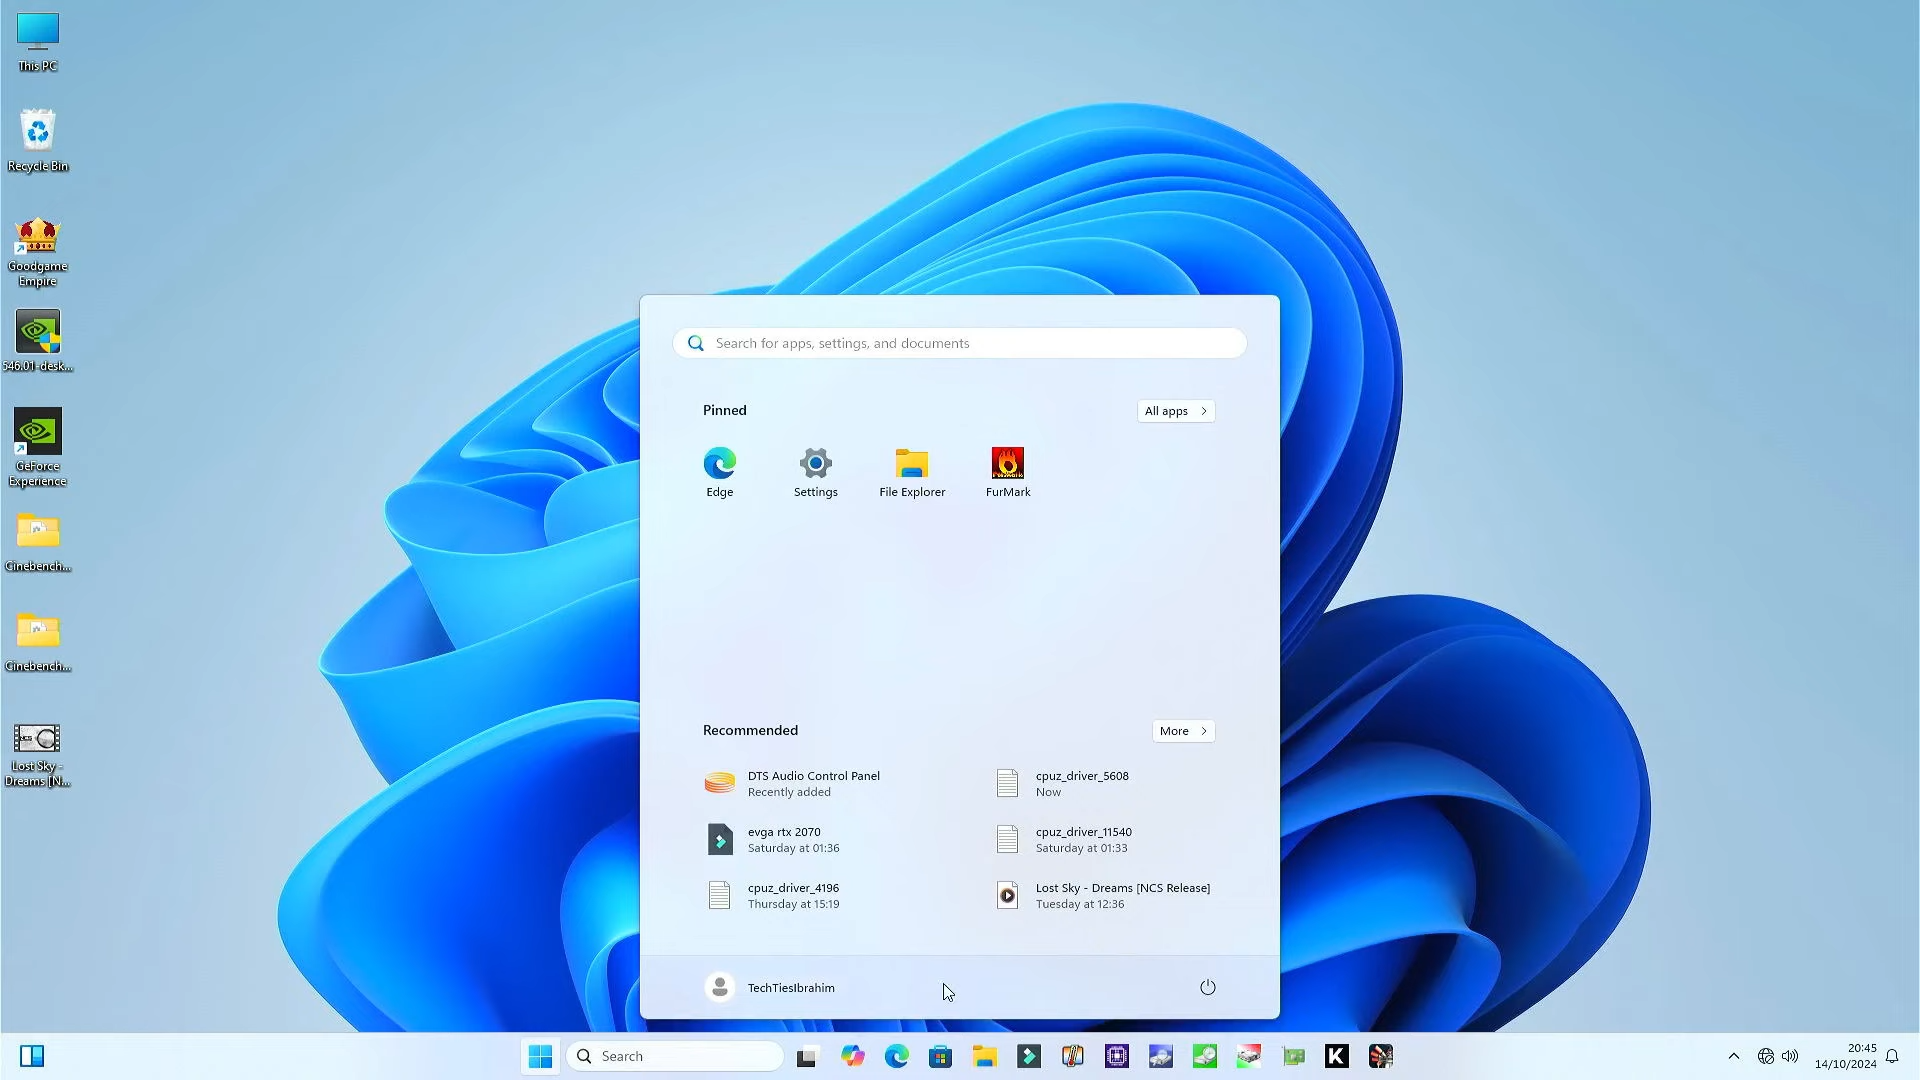 This PC
Recycle Bin
Goodgame
Empire
546.01-desk...
GeForce
Experience
Cinebench...
Cinebench...
Lost Sky -
Dreams [N...
Search for apps, settings, and documents
Pinned
All apps
Edge
Settings
File Explorer
FurMark
Recommended
More
DTS Audio Control Panel
Recently added
cpuz_driver_5608
Now
evga rtx 2070
Saturday at 01:36
cpuz_driver_11540
Saturday at 01:33
cpuz_driver_4196
Thursday at 15:19
Lost Sky - Dreams [NCS Release]
Tuesday at 12:36
TechTiesIbrahim
Search
K
20:45
14/10/2024